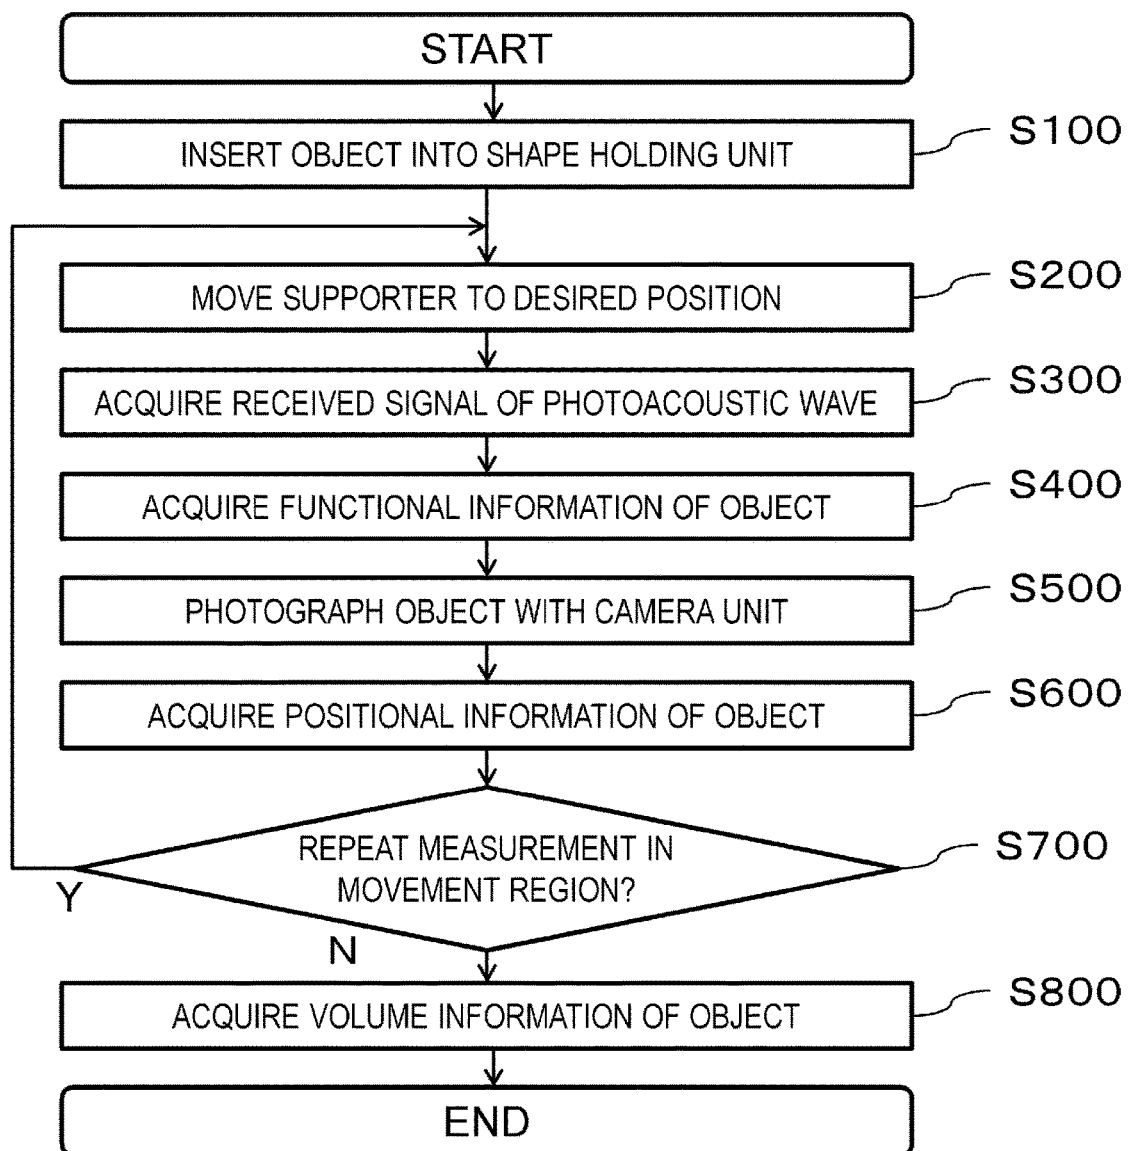 START
INSERT OBJECT INTO SHAPE HOLDING UNIT
S100
MOVE SUPPORTER TO DESIRED POSITION
S200
ACQUIRE RECEIVED SIGNAL OF PHOTOACOUSTIC WAVE
S300
ACQUIRE FUNCTIONAL INFORMATION OF OBJECT
S400
PHOTOGRAPH OBJECT WITH CAMERA UNIT
S500
ACQUIRE POSITIONAL INFORMATION OF OBJECT
S600
REPEAT MEASUREMENT IN
MOVEMENT REGION?
S700
Y
N
ACQUIRE VOLUME INFORMATION OF OBJECT
S800
END